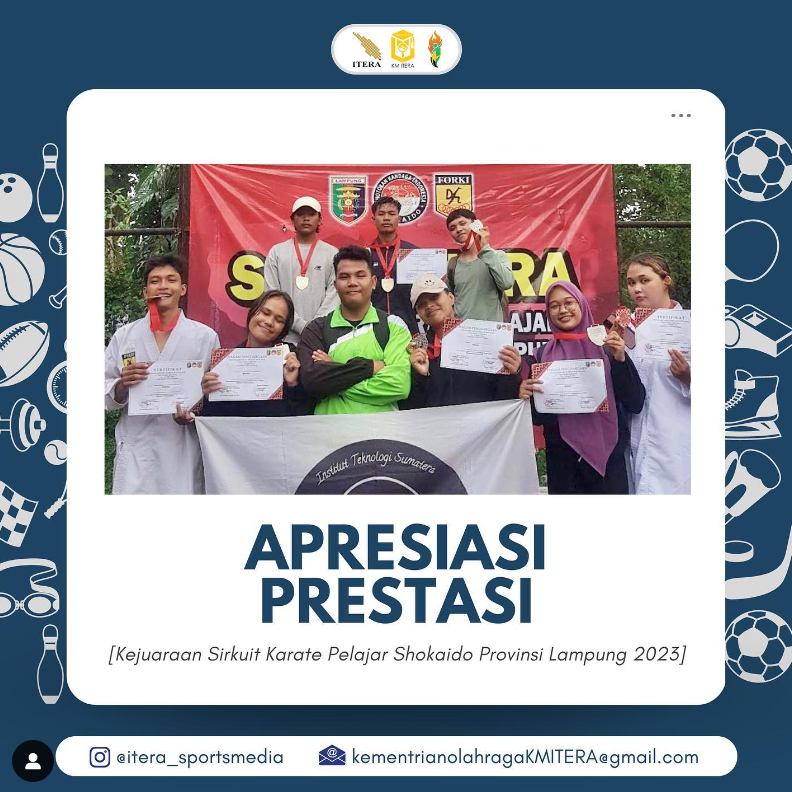 ITERA
KM ITERA
LAMPUNG
FORKI
Institut Teknologi Sumatera
APRESIASI
PRESTASI
[Kejuaraan Sirkuit Karate Pelajar Shokaido Provinsi Lampung 2023]
@itera_sportsmedia
kementrianolahragaKMITERA@gmail.com